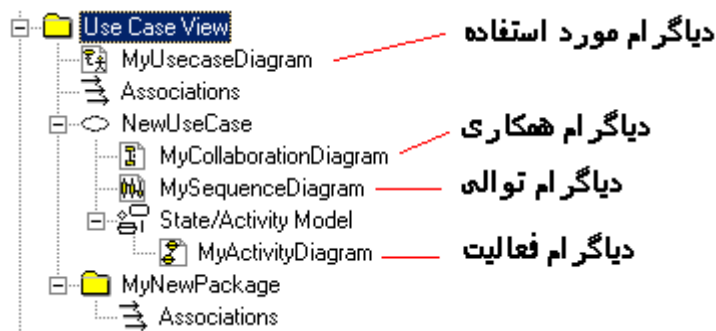 Use Case View
دیاگرام مورد استفاده
MyUsecaseDiagram
Associations
NewUseCase
دیاگرام همکاری
MyCollaborationDiagram
MySequenceDiagram
دیاگرام توالی
State/Activity Model
MyActivityDiagram
دیاگرام فعالیت
MyNewPackage
Associations